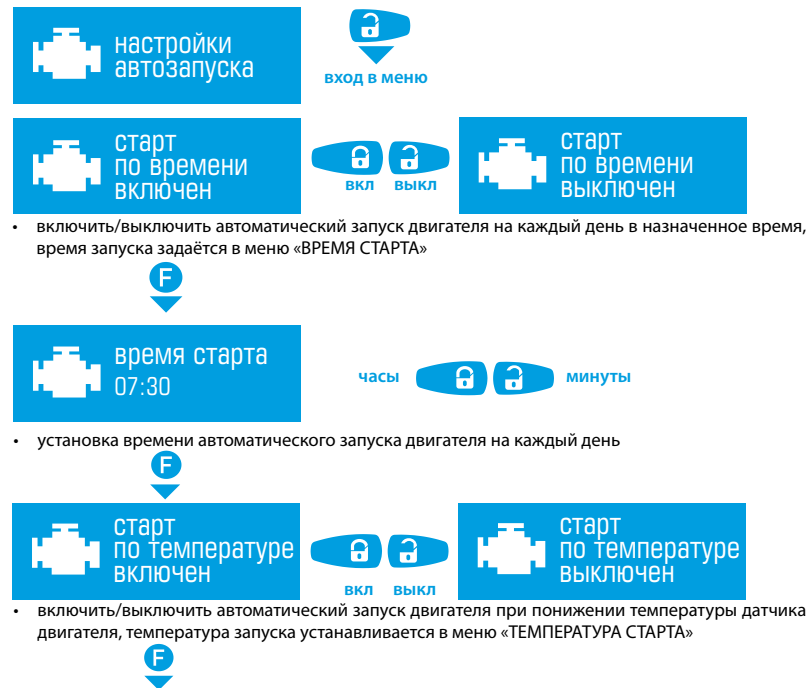 настройки
автозапуска
вход в меню
старт
по времени
включен
вкл выкл
старт
по времени
выключен
• включить/выключить автоматический запуск двигателя на каждый день в назначенное время,
время запуска задаётся в меню «ВРЕМЯ СТАРТА»
F
время старта
07:30
часы
минуты
• установка времени автоматического запуска двигателя на каждый день
F
старт
по температуре
включен
вкл выкл
старт
по температуре
выключен
• включить/выключить автоматический запуск двигателя при понижении температуры датчика
двигателя, температура запуска устанавливается в меню «ТЕМПЕРАТУРА СТАРТА»
F